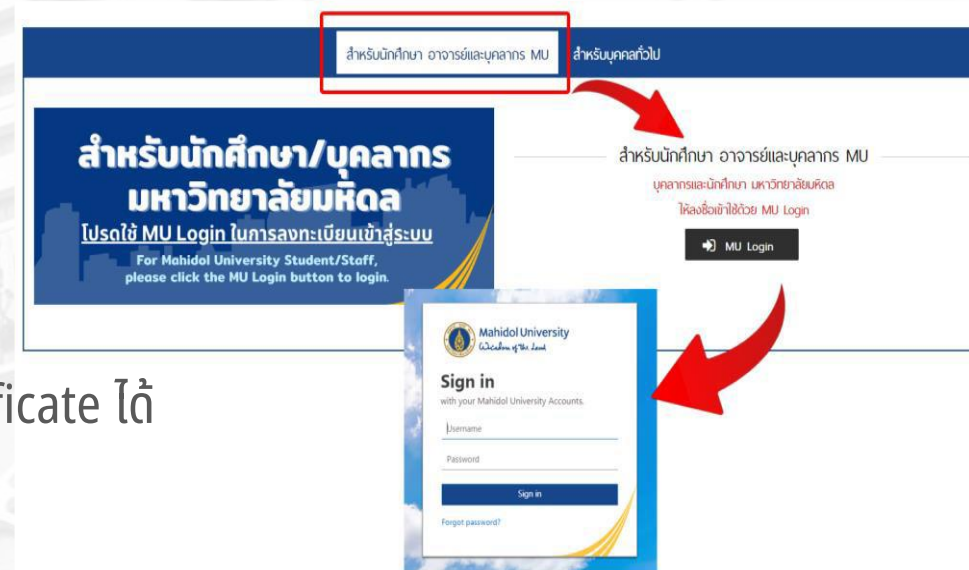 สำหรับนักศึกษา อาจารย์และบุคลากร MU
สำหรับบุคคลทั่วไป
สำหรับนักศึกษา/บุคลากร
มหาวิทยาลัยมหิดล
โปรดใช้ MU Login ในการลงทะเบียนเข้าสู่ระบบ
For Mahidol University Student/Staff,
please click the MU Login button to login.
สำหรับนักศึกษา อาจารย์และบุคลากร MU
บุคลากรและนักศึกษา มหาวิทยาลัยมหิดล
ให้ลงชื่อเข้าใช้ด้วย MU Login
MU Login
Mahidol University
Wisdom of the Land
Sign in
with your Mahidol University Accounts.
Username
Password
Sign in
Forgot password?
ificate ได้